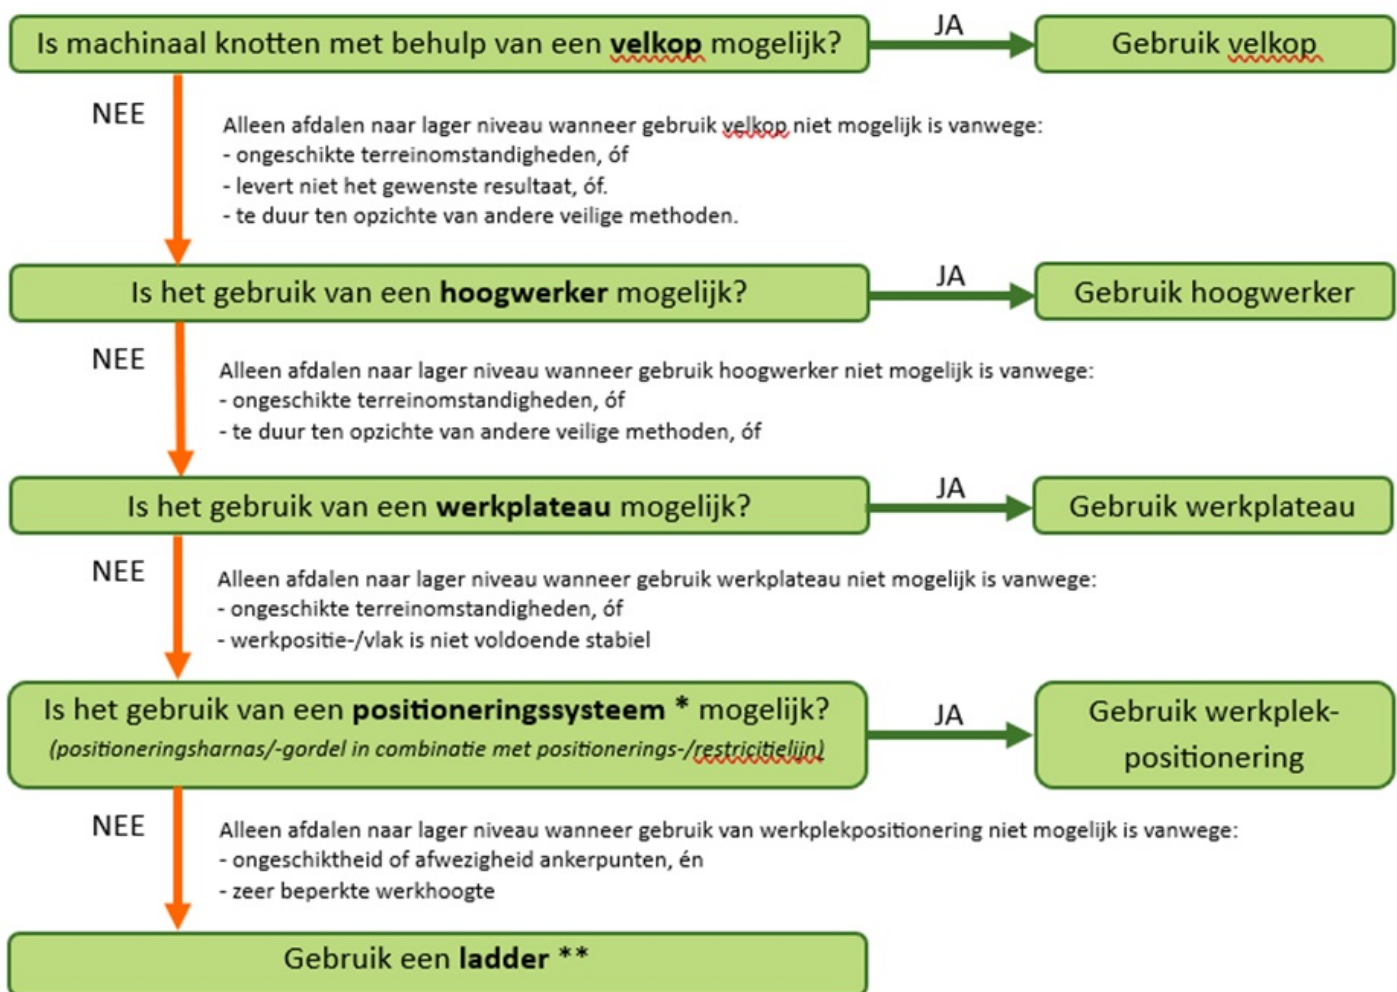 Is machinaal knotten met behulp van een velkop mogelijk?
JA
Gebruik velkop
NEE
Alleen afdalen naar lager niveau wanneer gebruik velkop niet mogelijk is vanwege:
- ongeschikte terreinomstandigheden, óf
- levert niet het gewenste resultaat, óf.
- te duur ten opzichte van andere veilige methoden.
Is het gebruik van een hoogwerker mogelijk?
JA
Gebruik hoogwerker
NEE
Alleen afdalen naar lager niveau wanneer gebruik hoogwerker niet mogelijk is vanwege:
- ongeschikte terreinomstandigheden, óf
- te duur ten opzichte van andere veilige methoden, óf
Is het gebruik van een werkplateau mogelijk?
JA
Gebruik werkplateau
NEE
Alleen afdalen naar lager niveau wanneer gebruik werkplateau niet mogelijk is vanwege:
- ongeschikte terreinomstandigheden, óf
- werkpositie-/vlak is niet voldoende stabiel
Is het gebruik van een positioneringssysteem * mogelijk?
(positioneringsharnas/-gordel in combinatie met positionerings-/restricitielijn)
JA
Gebruik werkplek-
positionering
NEE
Alleen afdalen naar lager niveau wanneer gebruik van werkplekpositionering niet mogelijk is vanwege:
- ongeschiktheid of afwezigheid ankerpunten, én
- zeer beperkte werkhoogte
Gebruik een ladder **